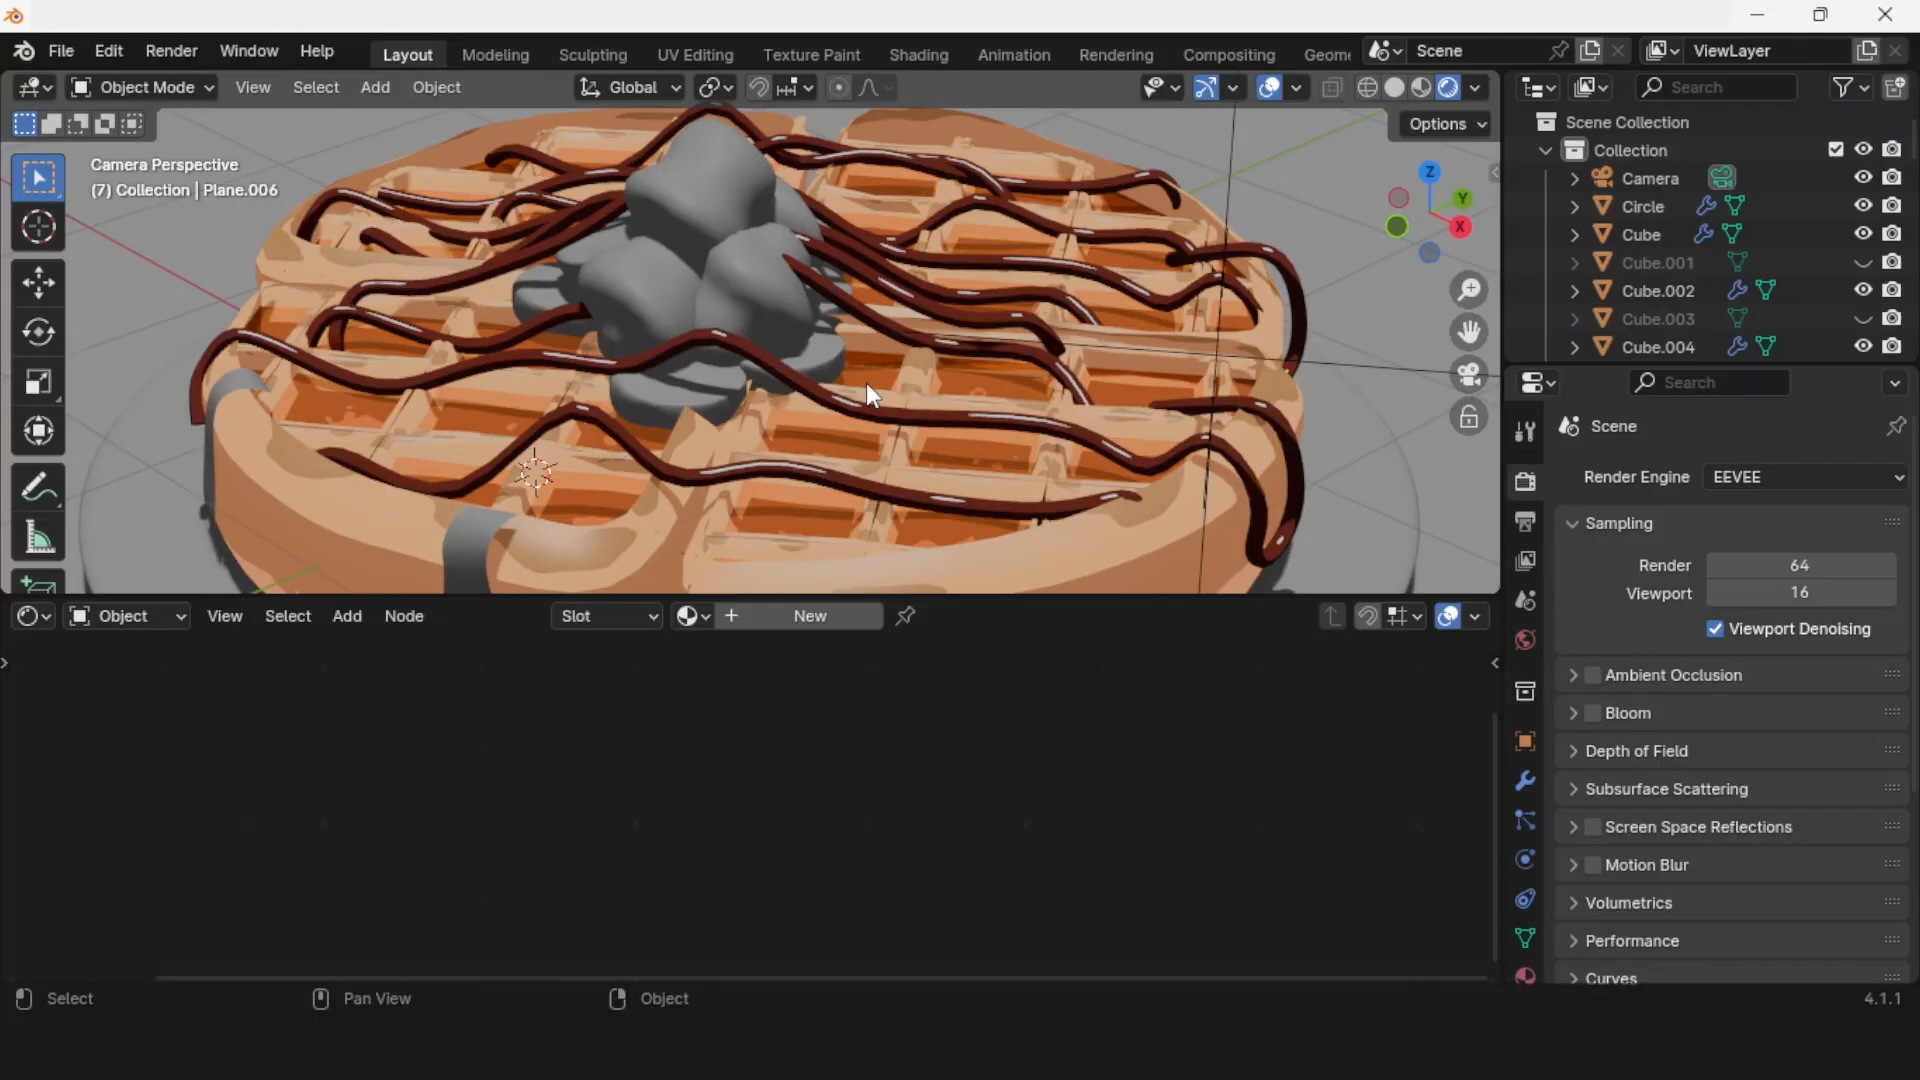 File Edit Render Window Help Layout Modeling Sculpting UV Editing Texture Paint Shading Animation Rendering Compositing Geome Scene ViewLayer
Object Mode View Select Add Object Global Search
Options
Camera Perspective
(7) Collection | Plane.006
Z
Y
X
Scene Collection
Collection
Camera
Circle
Cube
Cube.001
Cube.002
Cube.003
Cube.004
Search
Scene
Render Engine EEVEE
Sampling
Render 64
Viewport 16
Viewport Denoising
Ambient Occlusion
Bloom
Depth of Field
Subsurface Scattering
Screen Space Reflections
Motion Blur
Volumetrics
Performance
Curves
Object View Select Add Node Slot New
Select Pan View Object 4.1.1